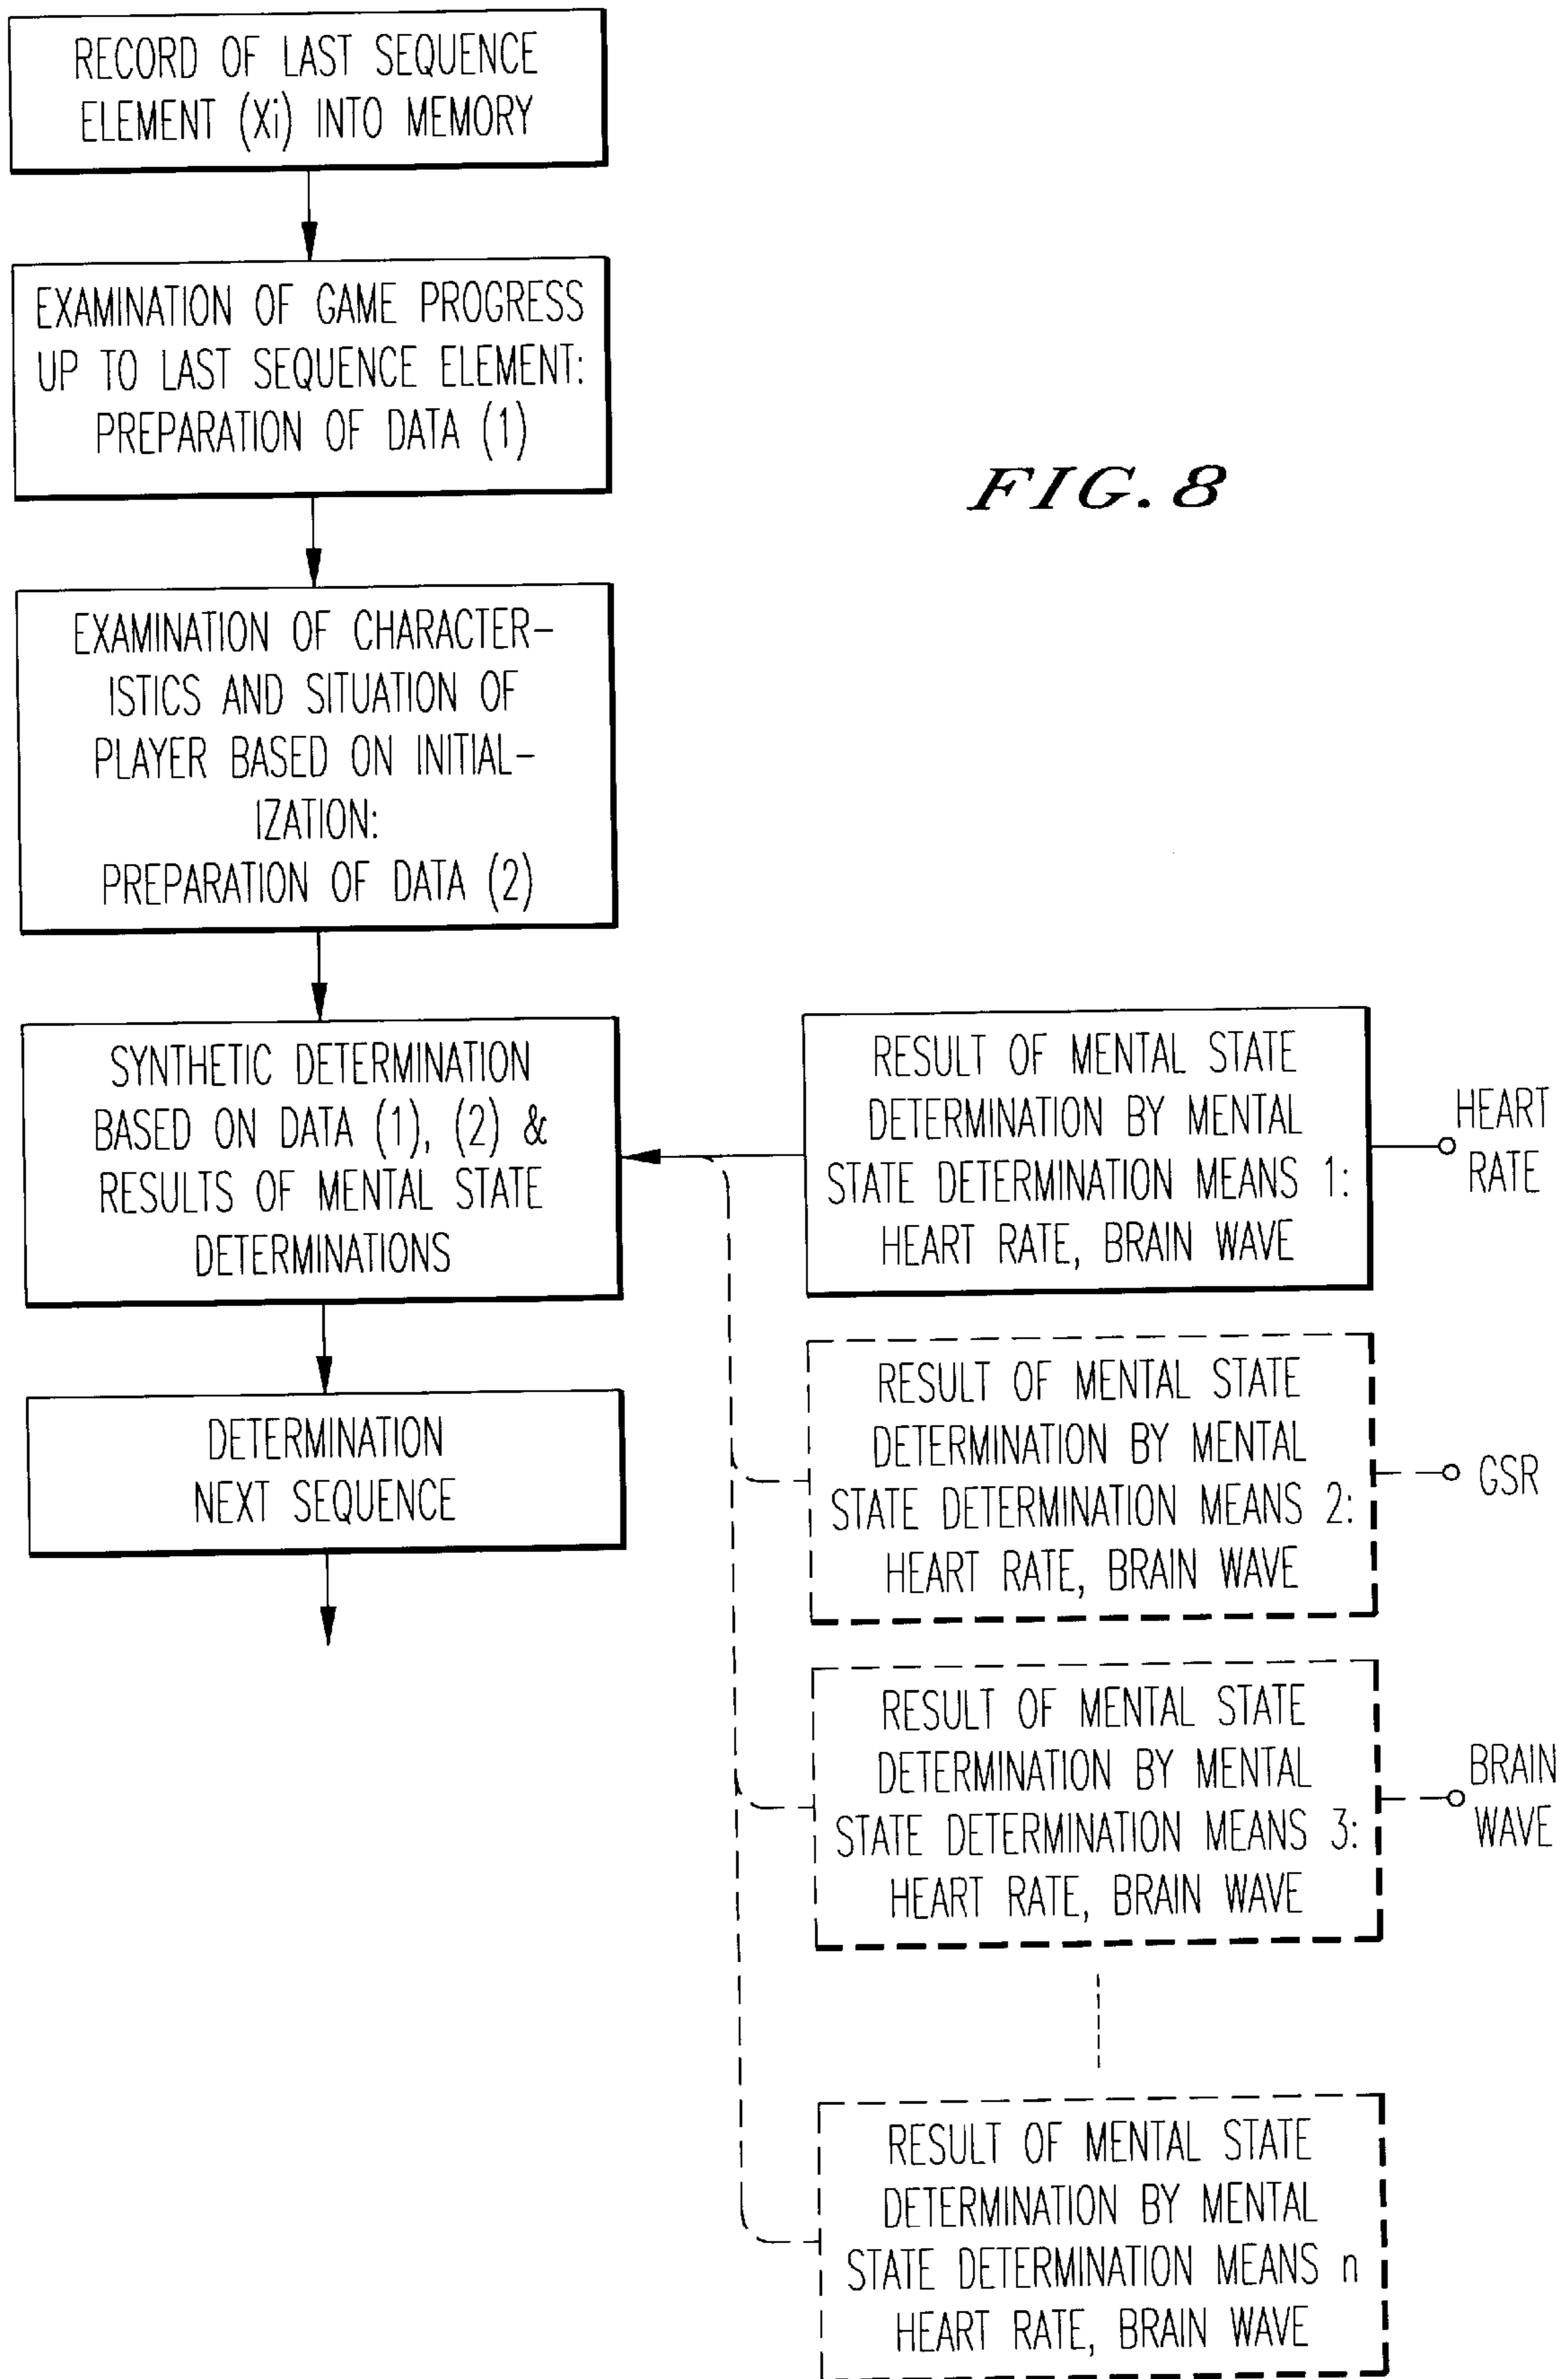 RECORD OF LAST SEQUENCE
ELEMENT (Xi) INTO MEMORY
EXAMINATION OF GAME PROGRESS
UP TO LAST SEQUENCE ELEMENT:
PREPARATION OF DATA (1)
FIG. 8
EXAMINATION OF CHARACTER-
ISTICS AND SITUATION OF
PLAYER BASED ON INITIAL-
IZATION:
PREPARATION OF DATA (2)
SYNTHETIC DETERMINATION
BASED ON DATA (1), (2) &
RESULTS OF MENTAL STATE
DETERMINATIONS
RESULT OF MENTAL STATE
DETERMINATION BY MENTAL
STATE DETERMINATION MEANS 1:
HEART RATE, BRAIN WAVE
HEART
RATE
DETERMINATION
NEXT SEQUENCE
RESULT OF MENTAL STATE
DETERMINATION BY MENTAL
STATE DETERMINATION MEANS 2:
HEART RATE, BRAIN WAVE
GSR
RESULT OF MENTAL STATE
DETERMINATION BY MENTAL
STATE DETERMINATION MEANS 3:
HEART RATE, BRAIN WAVE
BRAIN
WAVE
RESULT OF MENTAL STATE
DETERMINATION BY MENTAL
STATE DETERMINATION MEANS n
HEART RATE, BRAIN WAVE